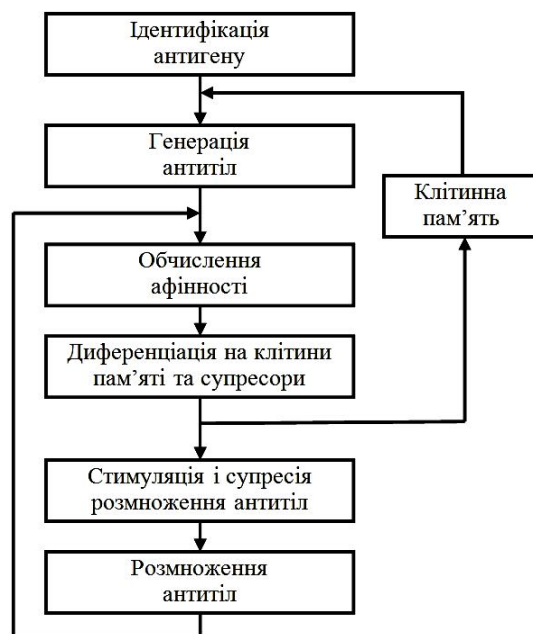 Ідентифікація
антигену
Генерація
антитіл
Клітинна
пам’ять
Обчислення
афінності
Диференціація на клітини
пам’яті та супресори
Стимуляція і супресія
розмноження антитіл
Розмноження
антитіл